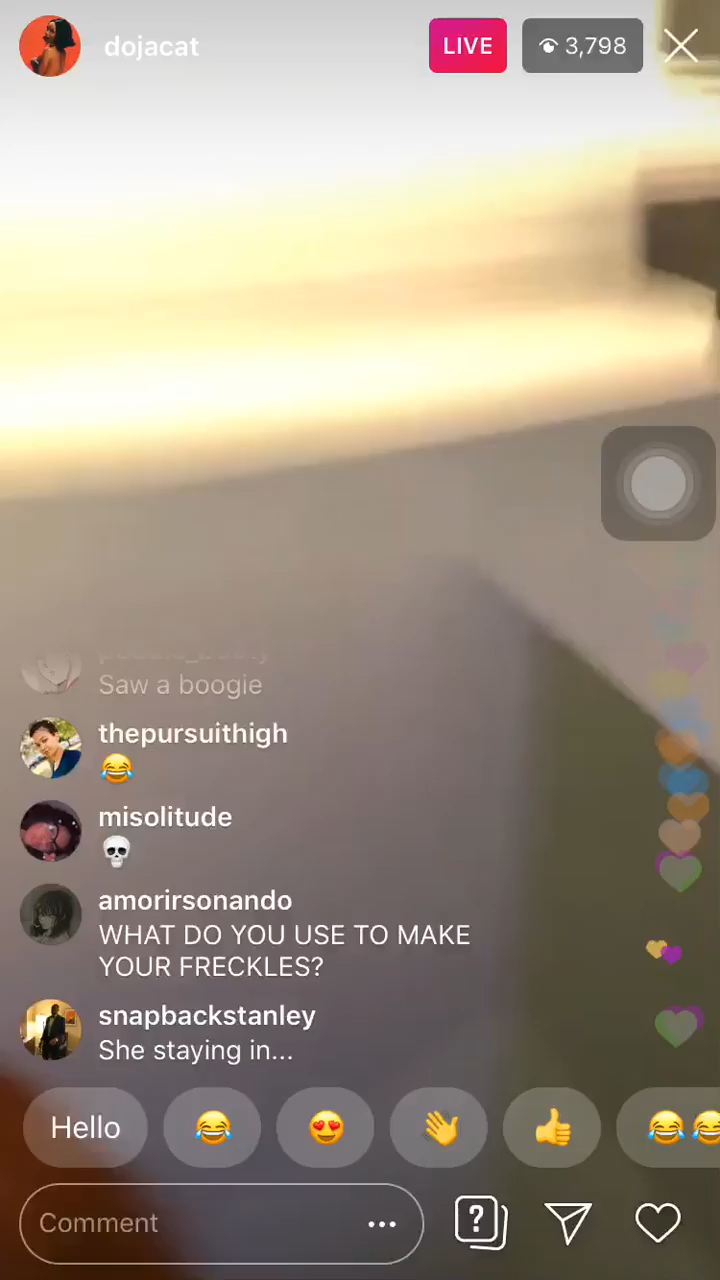 dojacat
LIVE
3,798
Saw a boogie
thepursuithigh
😂
misolitude
💀
amorirsonando
WHAT DO YOU USE TO MAKE
YOUR FRECKLES?
snapbackstanley
She staying in...
Hello 😂 😍 👋 👍 😂😂
Comment